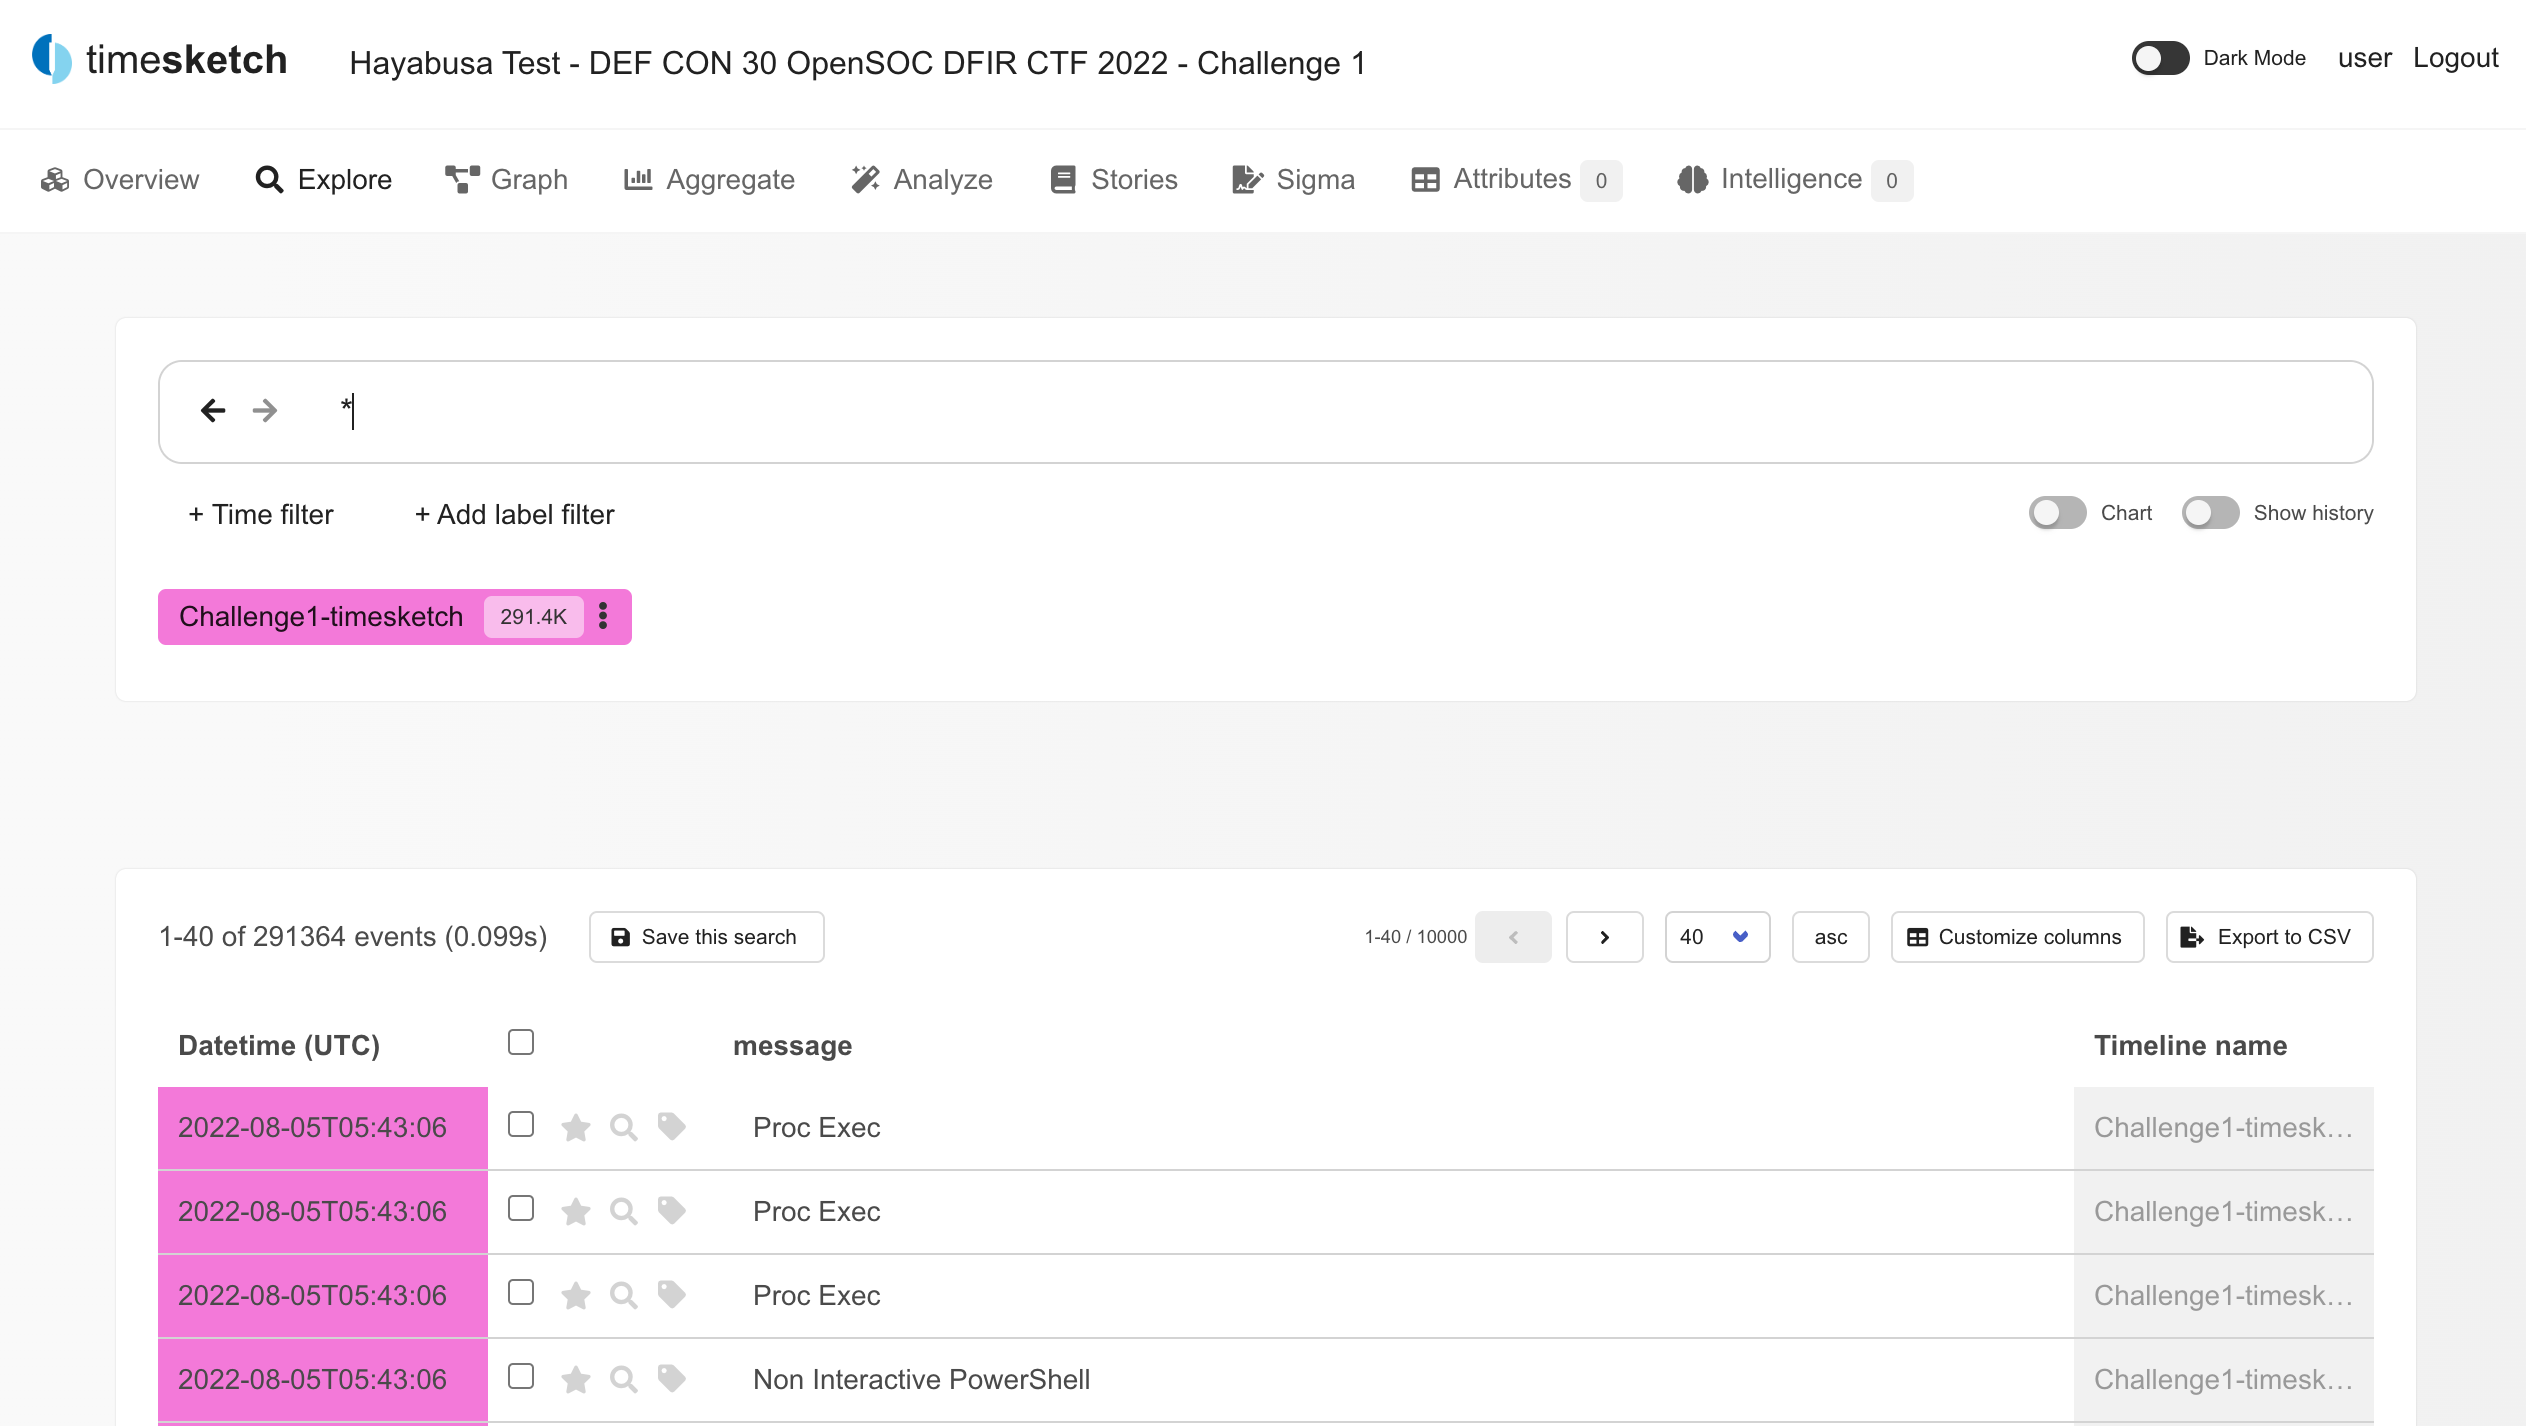 timesketch
Hayabusa Test - DEF CON 30 OpenSOC DFIR CTF 2022 - Challenge 1
Dark Mode
user
Logout
Overview
Explore
Graph
Aggregate
Analyze
Stories
Sigma
Attributes 0
Intelligence 0
*
+ Time filter
+ Add label filter
Chart
Show history
Challenge1-timesketch 291.4K
1-40 of 291364 events (0.099s)
Save this search
1-40 / 10000
40
asc
Customize columns
Export to CSV
Datetime (UTC)
message
Timeline name
2022-08-05T05:43:06
Proc Exec
Challenge1-timesk…
2022-08-05T05:43:06
Proc Exec
Challenge1-timesk…
2022-08-05T05:43:06
Proc Exec
Challenge1-timesk…
2022-08-05T05:43:06
Non Interactive PowerShell
Challenge1-timesk…